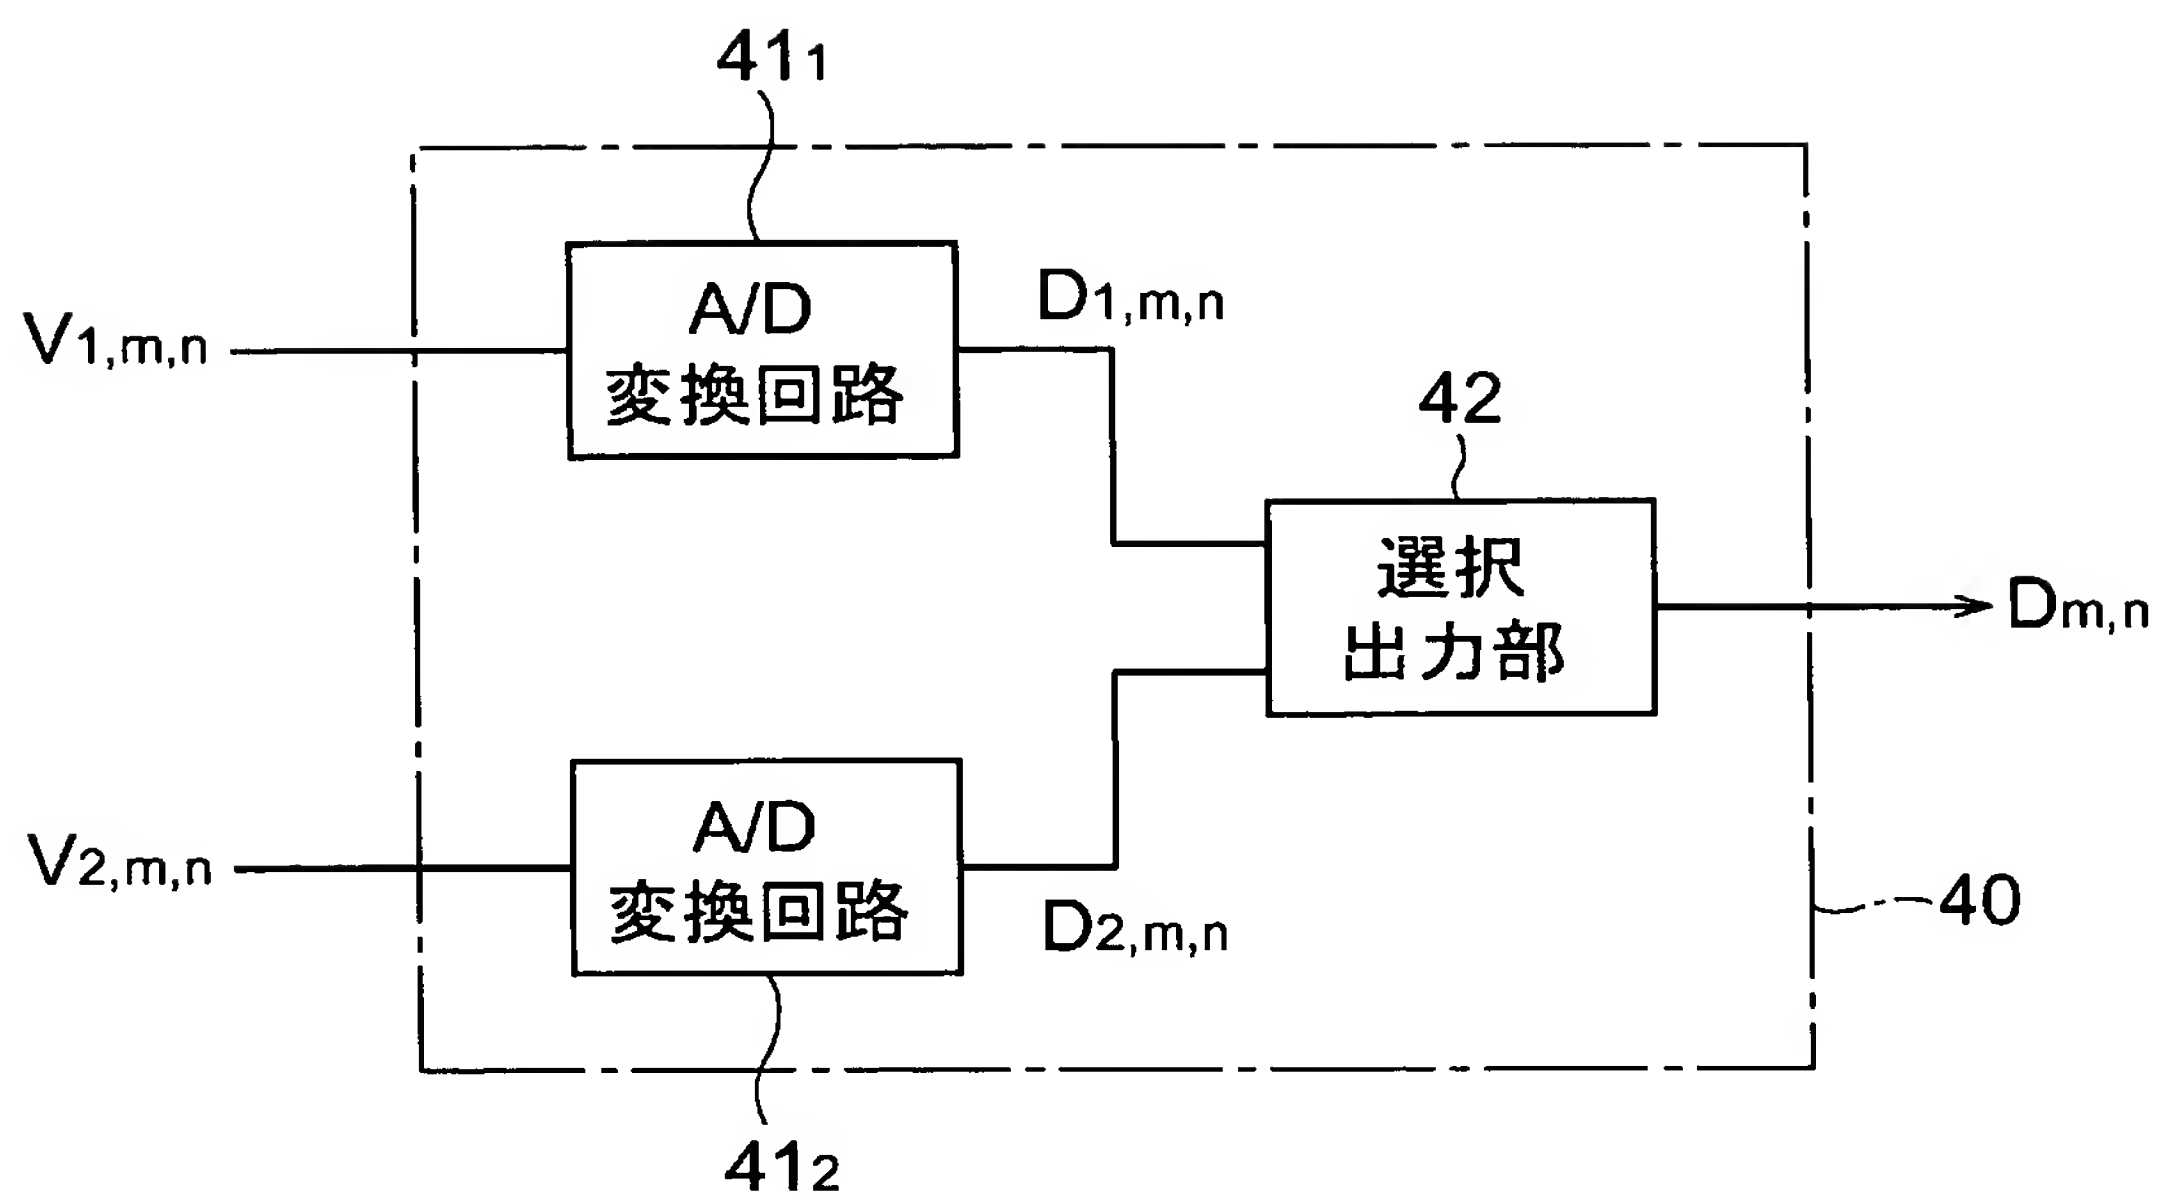 41₁
A/D
変換回路
D1,m,n
V1,m,n
42
選択
出力部
Dm,n
A/D
変換回路
V2,m,n
D2,m,n
40
41₂